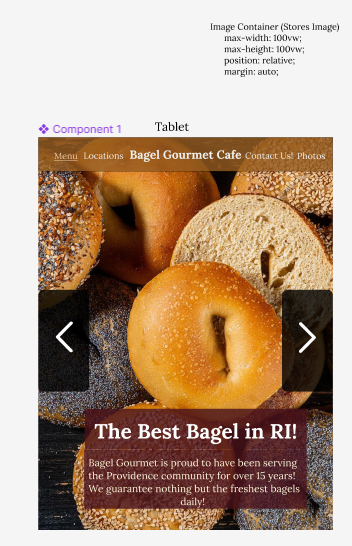 Image Container (Stores Image)
max-width: 100vw;
max-height: 100vw;
position: relative;
margin: auto;
Component 1
Tablet
Menu Locations Bagel Gourmet Cafe Contact Us! Photos
The Best Bagel in RI!
Bagel Gourmet is proud to have been serving
the Providence community for over 15 years!
We guarantee nothing but the freshest bagels
daily!